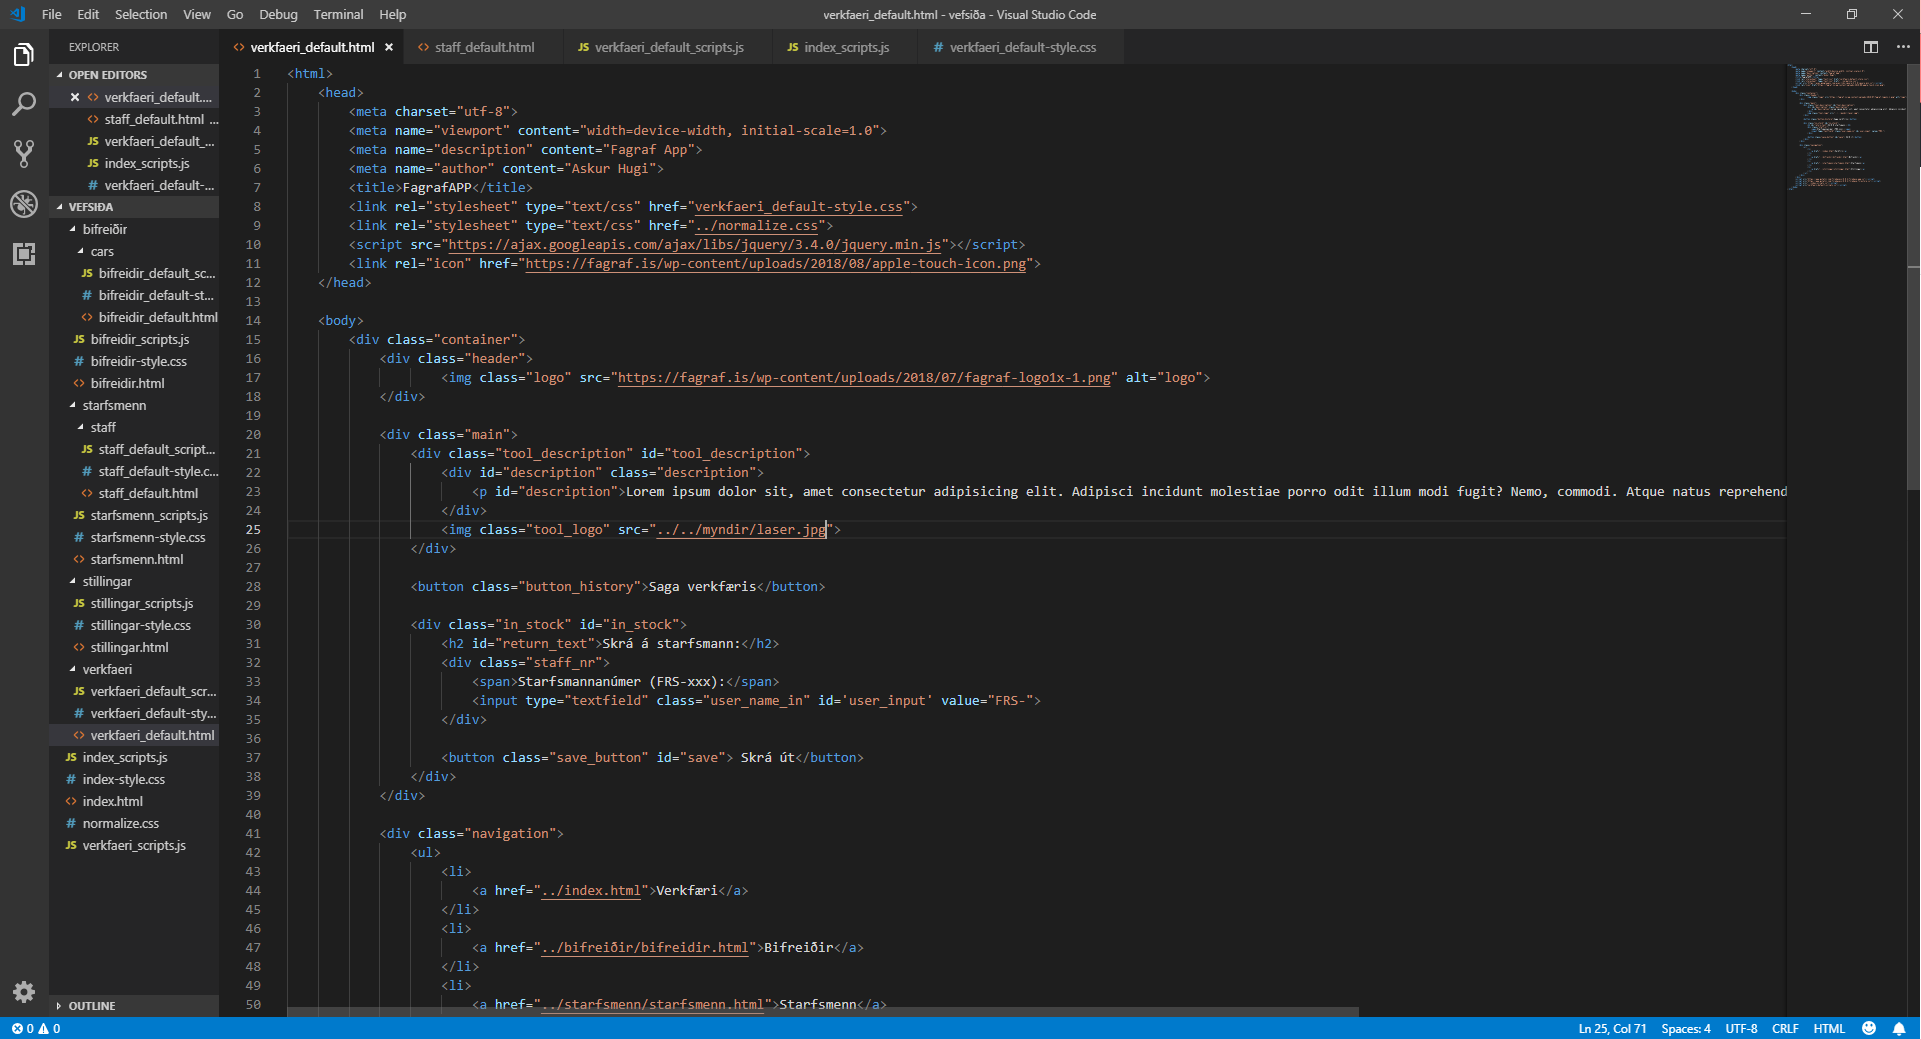 File Edit Selection View Go Debug Terminal Help
verkfaeri_default.html - vefsiða - Visual Studio Code
EXPLORER
OPEN EDITORS
verkfaeri_default....
staff_default.html ...
JS verkfaeri_default_...
JS index_scripts.js
# verkfaeri_default-...
VEFSIÐA
bifreiðir
cars
JS bifreidir_default_sc...
# bifreidir_default-st...
bifreidir_default.html
JS bifreidir_scripts.js
# bifreidir-style.css
bifreidir.html
starfsmenn
staff
JS staff_default_script...
# staff_default-style.c...
staff_default.html
JS starfsmenn_scripts.js
# starfsmenn-style.css
starfsmenn.html
stillingar
JS stillingar_scripts.js
# stillingar-style.css
stillingar.html
verkfaeri
JS verkfaeri_default_scr...
# verkfaeri_default-sty...
verkfaeri_default.html
JS index_scripts.js
# index-style.css
index.html
# normalize.css
JS verkfaeri_scripts.js
OUTLINE
verkfaeri_default.html
staff_default.html
JS verkfaeri_default_scripts.js
JS index_scripts.js
# verkfaeri_default-style.css
1 <html>
2 <head>
3 <meta charset="utf-8">
4 <meta name="viewport" content="width=device-width, initial-scale=1.0">
5 <meta name="description" content="Fagraf App">
6 <meta name="author" content="Askur Hugi">
7 <title>FagrafAPP</title>
8 <link rel="stylesheet" type="text/css" href="verkfaeri_default-style.css">
9 <link rel="stylesheet" type="text/css" href="../normalize.css">
10 <script src="https://ajax.googleapis.com/ajax/libs/jquery/3.4.0/jquery.min.js"></script>
11 <link rel="icon" href="https://fagraf.is/wp-content/uploads/2018/08/apple-touch-icon.png">
12 </head>
13
14 <body>
15 <div class="container">
16 <div class="header">
17 <img class="logo" src="https://fagraf.is/wp-content/uploads/2018/07/fagraf-logo1x-1.png" alt="logo">
18 </div>
19
20 <div class="main">
21 <div class="tool_description" id="tool_description">
22 <div id="description" class="description">
23 <p id="description">Lorem ipsum dolor sit, amet consectetur adipisicing elit. Adipisci incidunt molestiae porro odit illum modi fugit? Nemo, commodi. Atque natus reprehend
24 </div>
25 <img class="tool_logo" src="../../myndir/laser.jpg">
26 </div>
27
28 <button class="button_history">Saga verkfæris</button>
29
30 <div class="in_stock" id="in_stock">
31 <h2 id="return_text">Skrá á starfsmann:</h2>
32 <div class="staff_nr">
33 <span>Starfsmannanúmer (FRS-xxx):</span>
34 <input type="textfield" class="user_name_in" id='user_input' value="FRS-">
35 </div>
36
37 <button class="save_button" id="save"> Skrá út</button>
38 </div>
39 </div>
40
41 <div class="navigation">
42 <ul>
43 <li>
44 <a href="../index.html">Verkfæri</a>
45 </li>
46 <li>
47 <a href="../bifreiðir/bifreidir.html">Bifreiðir</a>
48 </li>
49 <li>
50 <a href="../starfsmenn/starfsmenn.html">Starfsmenn</a>
0 0
Ln 25, Col 71 Spaces: 4 UTF-8 CRLF HTML